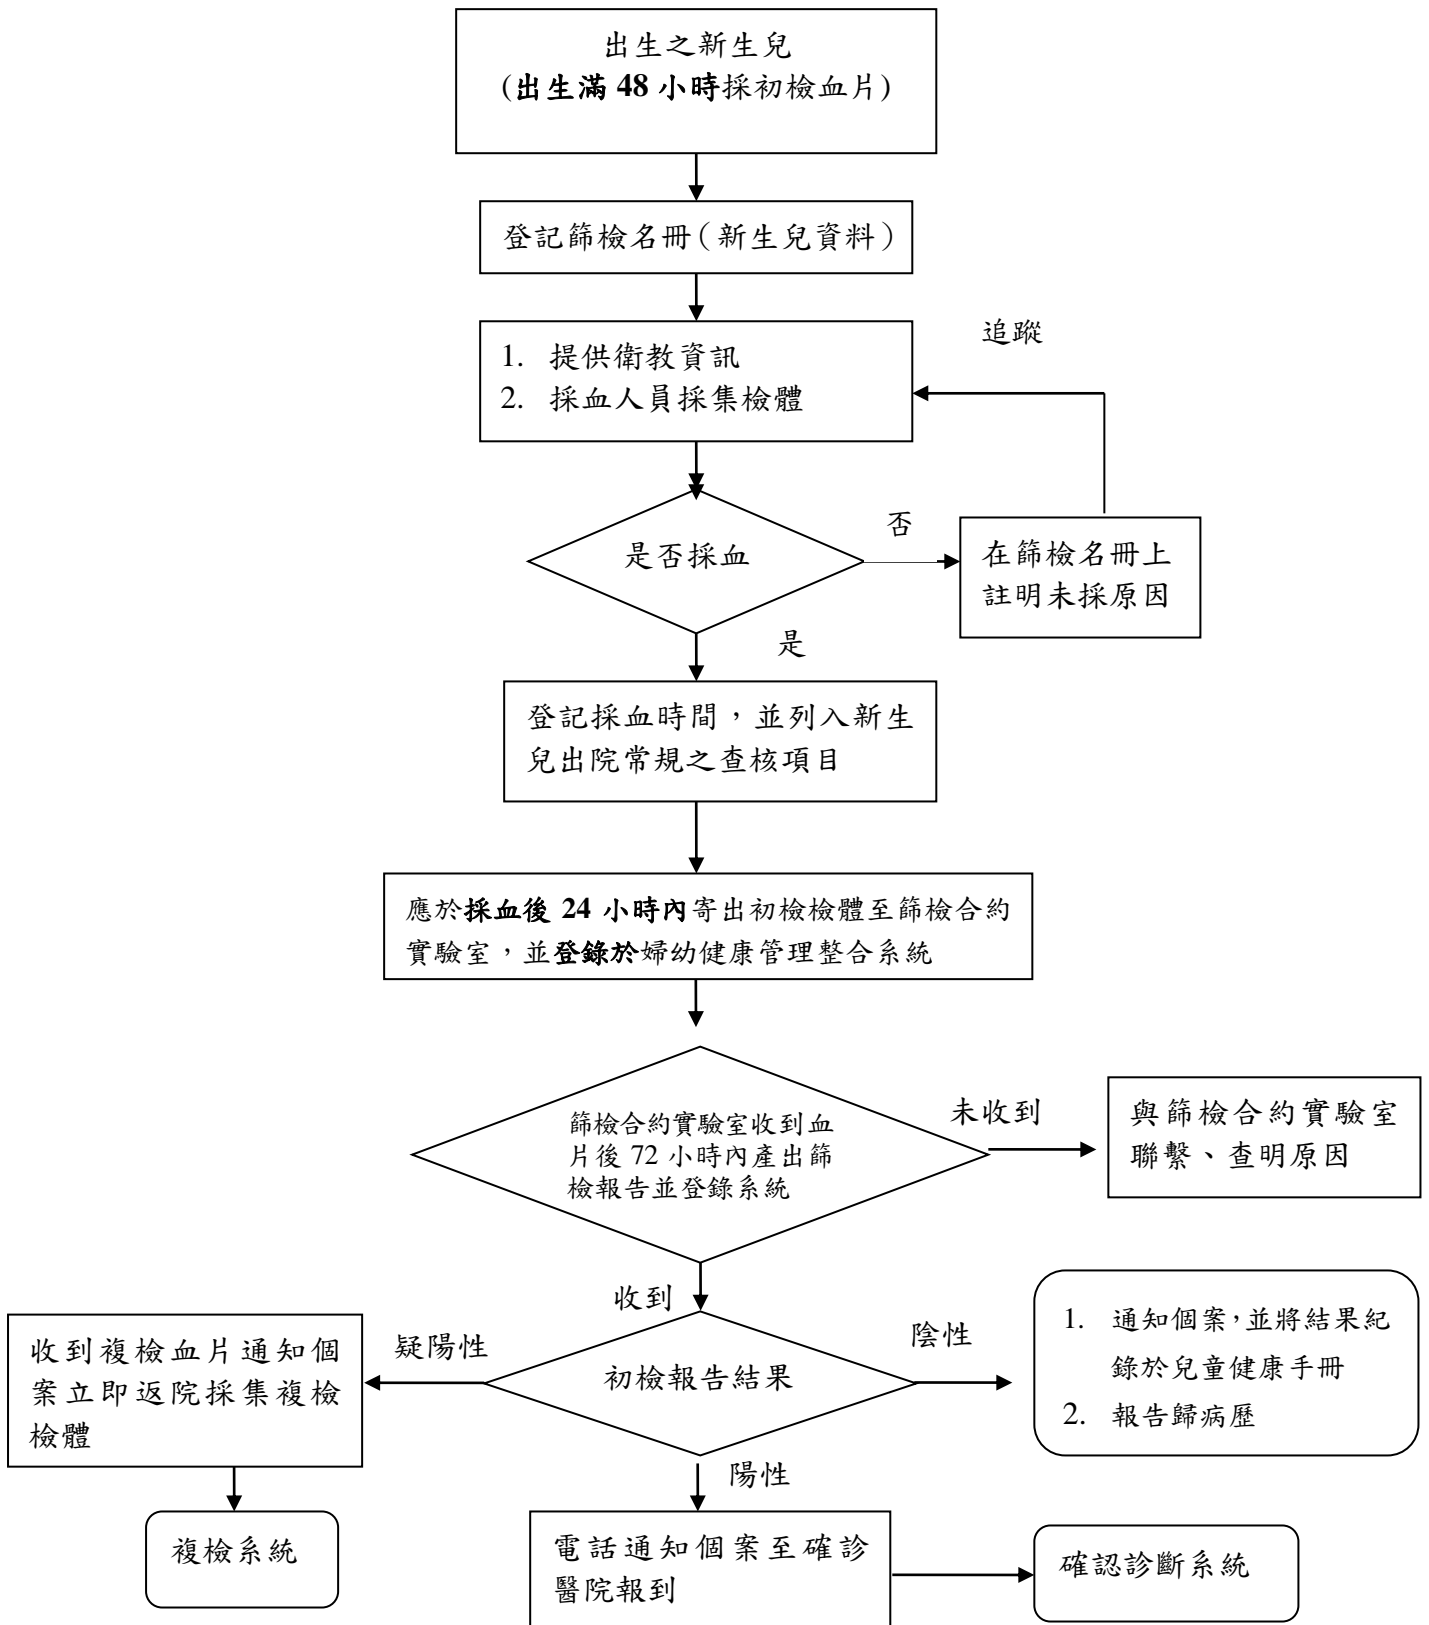 出生之新生兒
(出生滿 48 小時採初檢血片)
登記篩檢名冊（新生兒資料）
追蹤
1. 提供衛教資訊
2. 採血人員採集檢體
是否採血
否
在篩檢名冊上
註明未採原因
是
登記採血時間，並列入新生
兒出院常規之查核項目
應於採血後 24 小時內寄出初檢檢體至篩檢合約
實驗室，並登錄於婦幼健康管理整合系統
篩檢合約實驗室收到血
片後 72 小時內產出篩
檢報告並登錄系統
未收到
與篩檢合約實驗室
聯繫、查明原因
收到
初檢報告結果
疑陽性
收到複檢血片通知個
案立即返院採集複檢
檢體
陰性
1. 通知個案，並將結果紀
錄於兒童健康手冊
2. 報告歸病歷
陽性
複檢系統
電話通知個案至確診
醫院報到
確認診斷系統